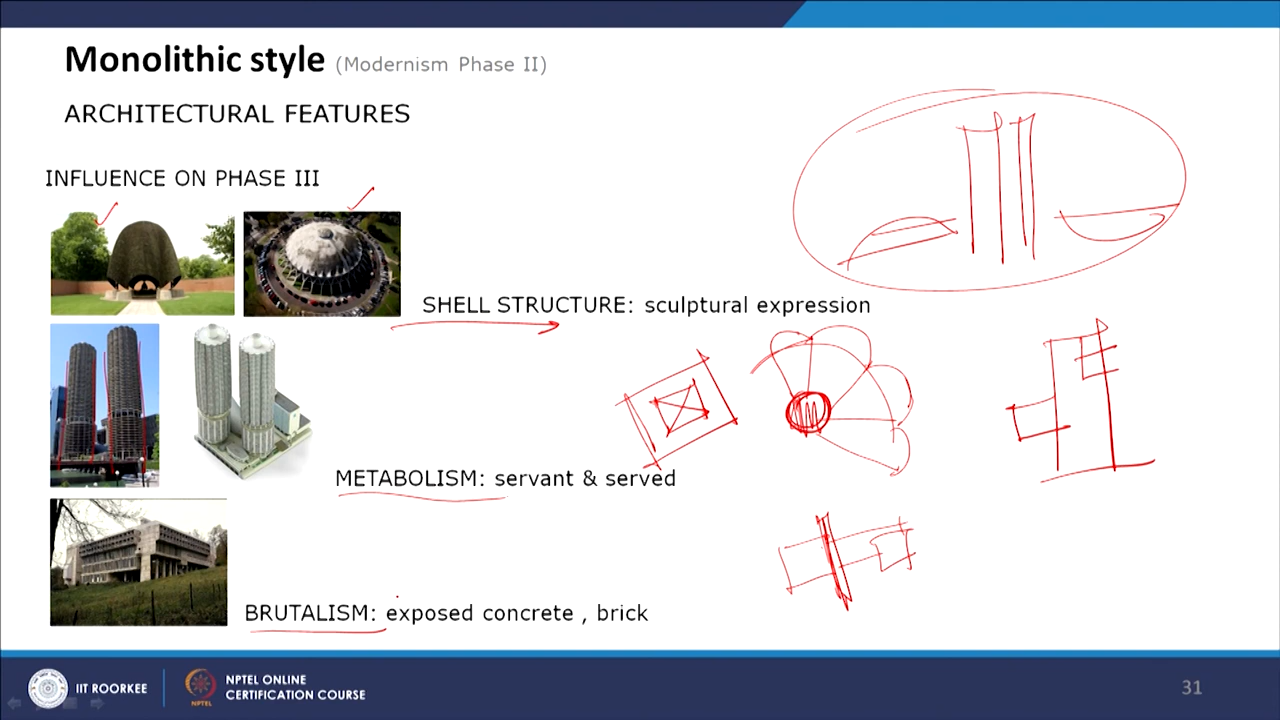 Monolithic style (Modernism Phase II)
ARCHITECTURAL FEATURES
INFLUENCE ON PHASE III
SHELL STRUCTURE: sculptural expression
METABOLISM: servant & served
BRUTALISM: exposed concrete , brick
IIT ROORKEE
NPTEL
NPTEL ONLINE
CERTIFICATION COURSE
31